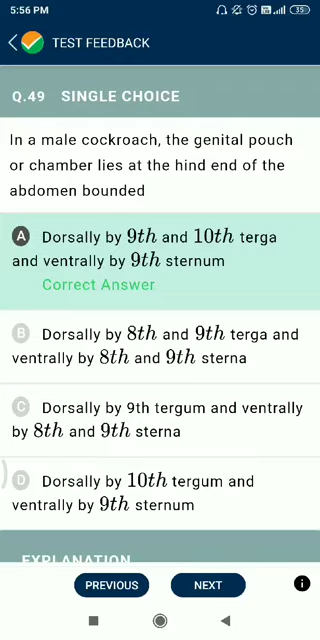 5:56 PM
35
TEST FEEDBACK
Q.49 SINGLE CHOICE
In a male cockroach, the genital pouch
or chamber lies at the hind end of the
abdomen bounded
A Dorsally by 9th and 10th terga
and ventrally by 9th sternum
Correct Answer
B Dorsally by 8th and 9th terga and
ventrally by 8th and 9th sterna
C Dorsally by 9th tergum and ventrally
by 8th and 9th sterna
D Dorsally by 10th tergum and
ventrally by 9th sternum
EXPLANATION
PREVIOUS NEXT i